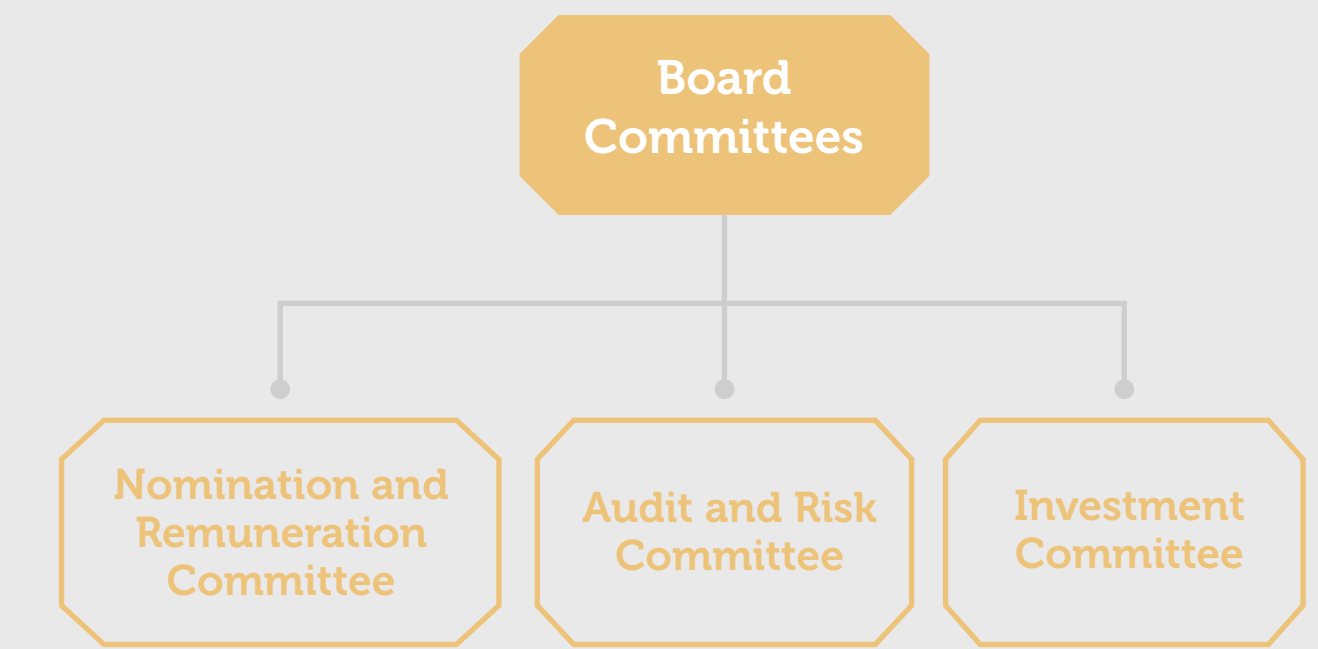 Board
Committees
Nomination and
Remuneration
Committee
Audit and Risk
Committee
Investment
Committee